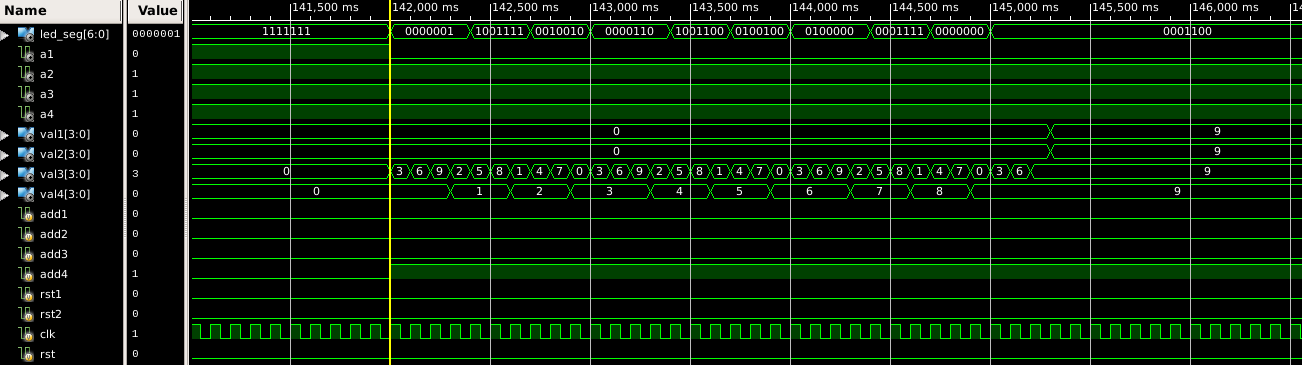 Name Value 141,500 ms 142,000 ms 142,500 ms 143,000 ms 143,500 ms 144,000 ms 144,500 ms 145,000 ms 145,500 ms 146,000 ms
led_seg[6:0] 0000001 1111111 0000001 1001111 0010010 0000110 1001100 0100100 0100000 0001111 0000000 0001100
a1 0
a2 1
a3 1
a4 1
val1[3:0] 0 0 9
val2[3:0] 0 0 9
val3[3:0] 3 0 3 6 9 2 5 8 1 4 7 0 3 6 9 2 5 8 1 4 7 0 3 6 9 2 5 8 1 4 7 0 3 6 9
val4[3:0] 0 0 1 2 3 4 5 6 7 8 9
add1 0
add2 0
add3 0
add4 1
rst1 0
rst2 0
clk 1
rst 0